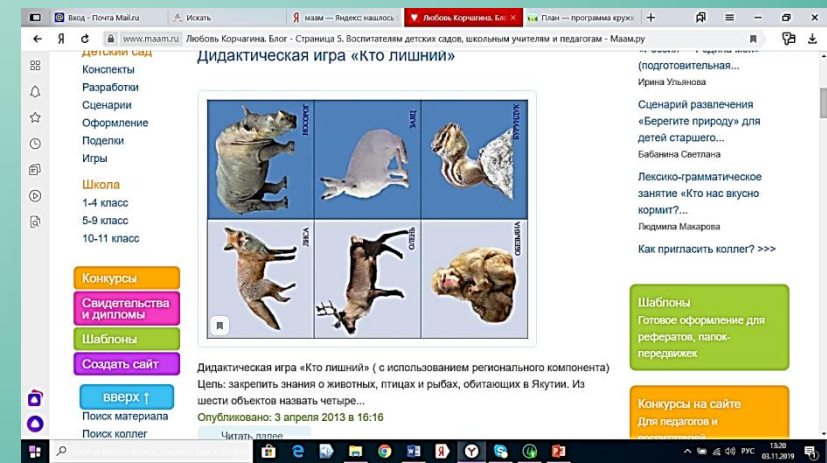 Вход - Почта Mail.ru
Искать
маам — Яндекс: нашлось
Любовь Корчагина. Бло
План — программа круж
www.maam.ru
Любовь Корчагина. Блог - Страница 5. Воспитателям детских садов, школьным учителям и педагогам - Маам.ру
Детский сад
Конспекты
Разработки
Сценарии
Оформление
Поделки
Игры
Школа
1-4 класс
5-9 класс
10-11 класс
Конкурсы
Свидетельства
и дипломы
Шаблоны
Создать сайт
вверх ↑
Поиск материала
Поиск коллег
Дидактическая игра «Кто лишний»
НОСОРОГ
ЗАЯЦ
БУРУНДУК
ЛИСА
ОЛЕНЬ
ОБЕЗЬЯНА
Дидактическая игра «Кто лишний» ( с использованием регионального компонента)
Цель: закрепить знания о животных, птицах и рыбах, обитающих в Якутии. Из
шести объектов назвать четыре...
Опубликовано: 3 апреля 2013 в 16:16
Читать далее
(подготовительная...
Ирина Ульянова
Сценарий развлечения
«Берегите природу» для
детей старшего...
Бабанина Светлана
Лексико-грамматическое
занятие «Кто нас вкусно
кормит?...
Людмила Макарова
Как пригласить коллег? >>>
Шаблоны
Готовое оформление для
рефератов, папок-
передвижек
Конкурсы на сайте
Для педагогов и
воспитателей
РУС
13:20
03.11.2019